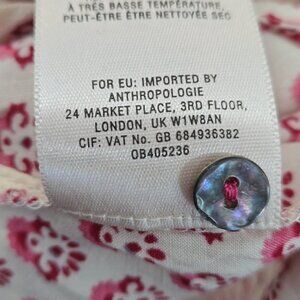 À TRÈS BASSE TEMPÉRATURE,
PEUT-ÊTRE ÊTRE NETTOYÉE SEC
FOR EU: IMPORTED BY
ANTHROPOLOGIE
24 MARKET PLACE, 3RD FLOOR,
LONDON, UK W1W8AN
CIF: VAT No. GB 684936382
OB405236